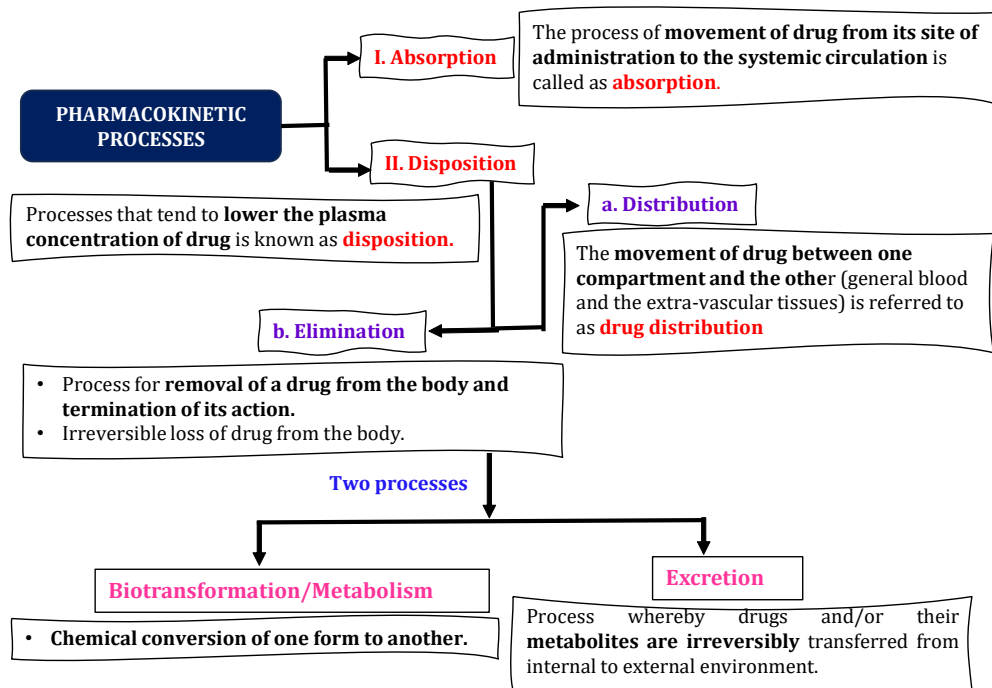 I. Absorption
The process of movement of drug from its site of
administration to the systemic circulation is
called as absorption.
PHARMACOKINETIC
PROCESSES
II. Disposition
Processes that tend to lower the plasma
concentration of drug is known as disposition.
a. Distribution
The movement of drug between one
compartment and the other (general blood
and the extra-vascular tissues) is referred to
as drug distribution
b. Elimination
• Process for removal of a drug from the body and
termination of its action.
• Irreversible loss of drug from the body.
Two processes
Biotransformation/Metabolism
• Chemical conversion of one form to another.
Excretion
Process whereby drugs and/or their
metabolites are irreversibly transferred from
internal to external environment.